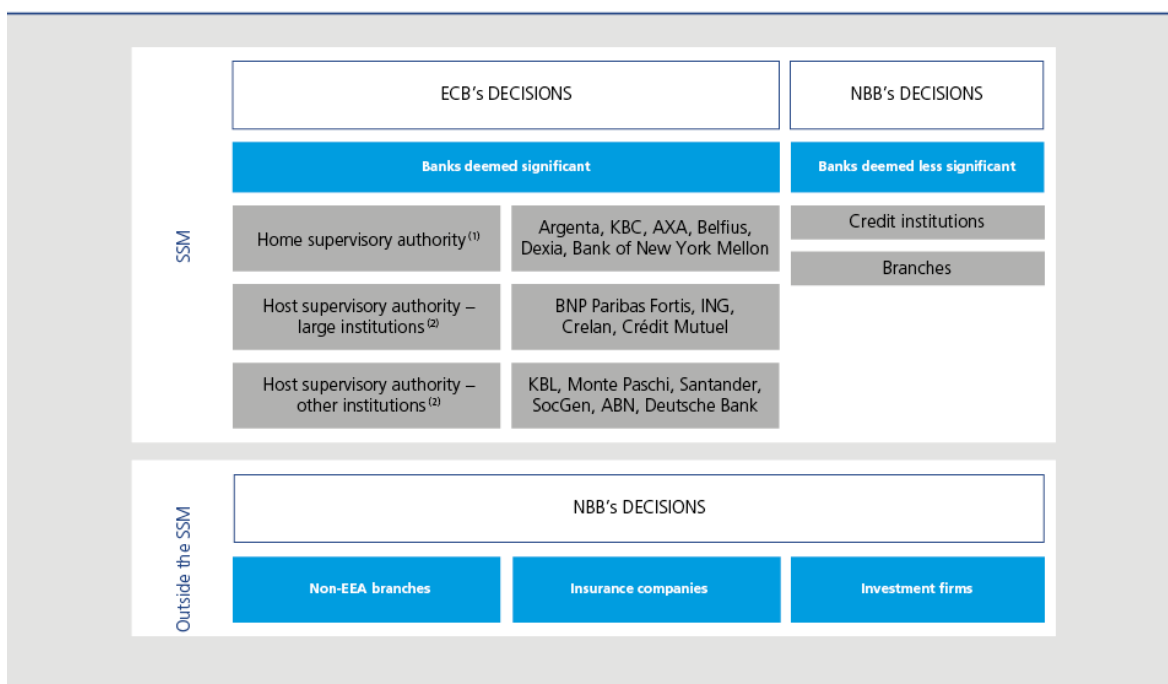 ECB's DECISIONS
NBB's DECISIONS
Banks deemed significant
Banks deemed less significant
SSM
Home supervisory authority (1)
Argenta, KBC, AXA, Belfius,
Dexia, Bank of New York Mellon
Credit institutions
Branches
Host supervisory authority –
large institutions (2)
BNP Paribas Fortis, ING,
Crelan, Crédit Mutuel
Host supervisory authority –
other institutions (2)
KBL, Monte Paschi, Santander,
SocGen, ABN, Deutsche Bank
Outside the SSM
NBB's DECISIONS
Non-EEA branches
Insurance companies
Investment firms